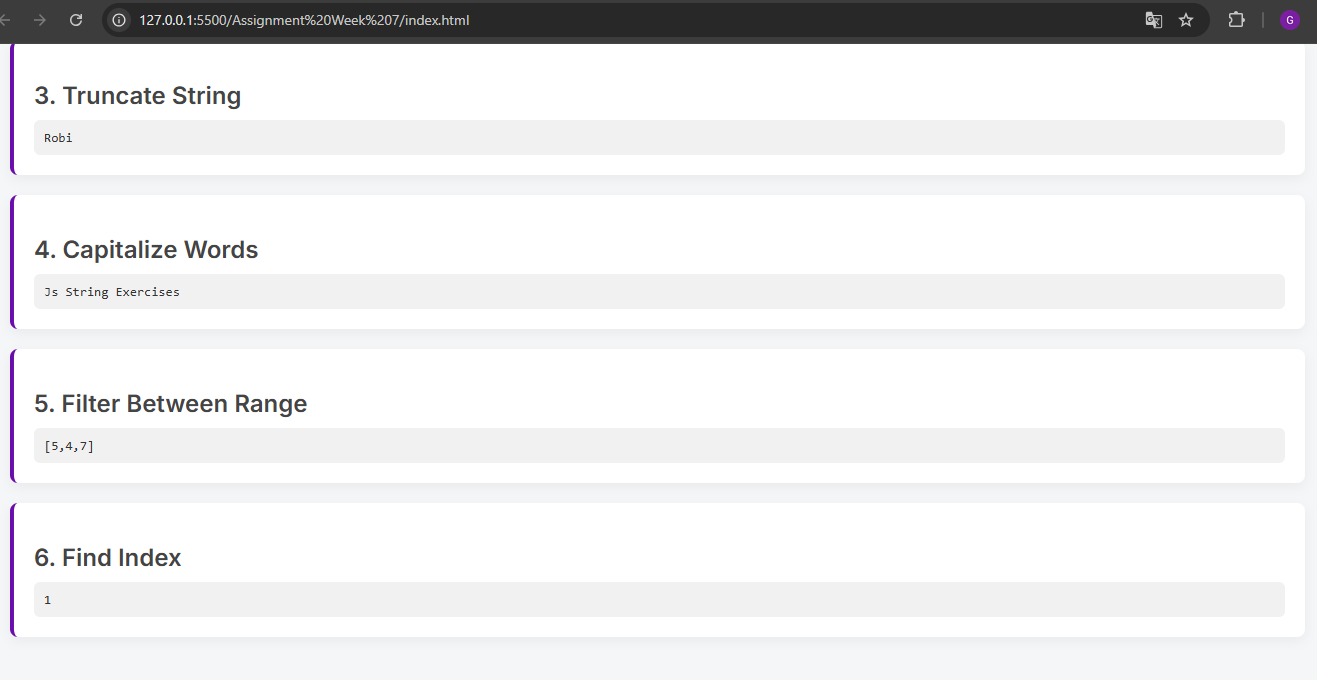 127.0.0.1:5500/Assignment%20Week%207/index.html
G
3. Truncate String
Robi
4. Capitalize Words
Js String Exercises
5. Filter Between Range
[5,4,7]
6. Find Index
1